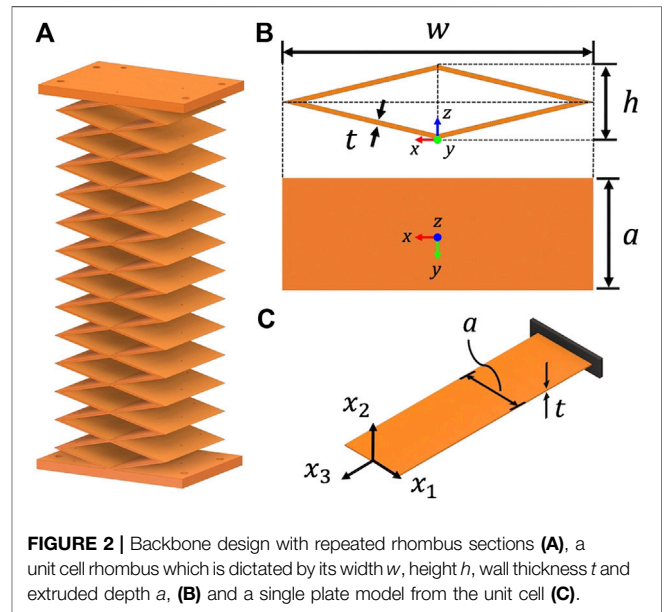 A
B
w
h
t
z
x
y
z
x
y
a
C
a
t
x₂
x₃
x₁
FIGURE 2 | Backbone design with repeated rhombus sections (A), a
unit cell rhombus which is dictated by its width w, height h, wall thickness t and
extruded depth a, (B) and a single plate model from the unit cell (C).